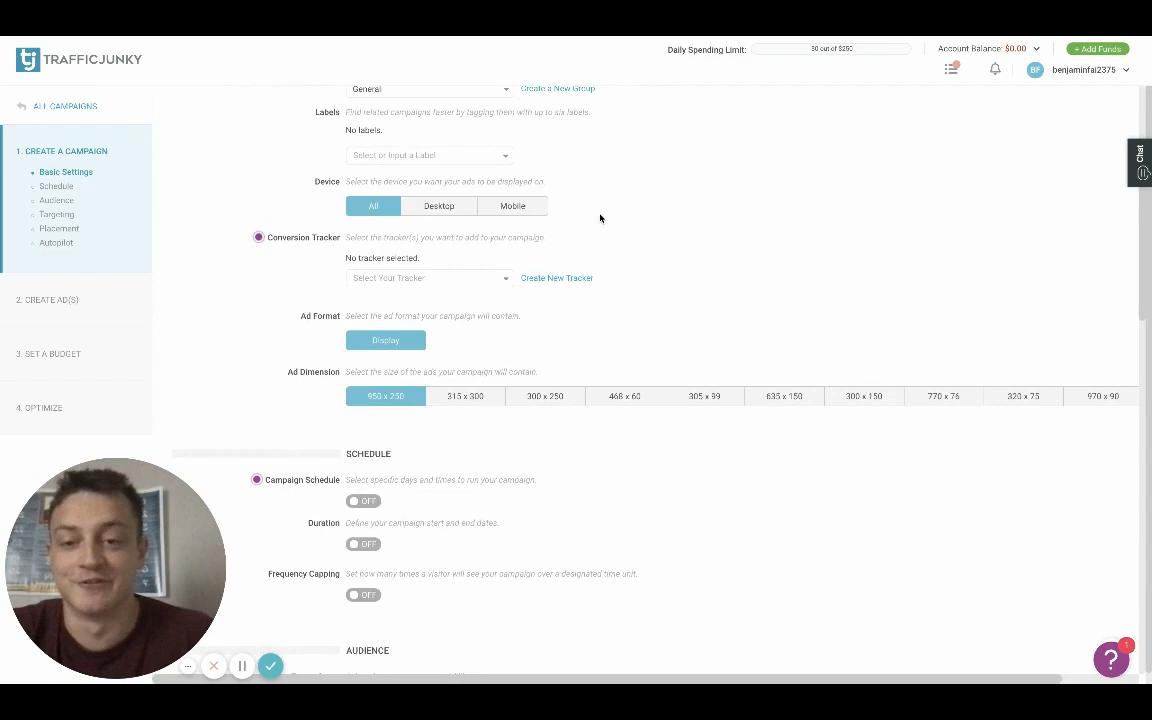 tj TRAFFICJUNKY
Daily Spending Limit: $0 out of $250
Account Balance: $0.00
+ Add Funds
BF benjaminfai2375
ALL CAMPAIGNS
1. CREATE A CAMPAIGN
Basic Settings
Schedule
Audience
Targeting
Placement
Autopilot
2. CREATE AD(S)
3. SET A BUDGET
4. OPTIMIZE
General
Create a New Group
Labels Find related campaigns faster by tagging them with up to six labels.
No labels.
Select or Input a Label
Device Select the device you want your ads to be displayed on.
All Desktop Mobile
Conversion Tracker Select the tracker(s) you want to add to your campaign.
No tracker selected.
Select Your Tracker Create New Tracker
Ad Format Select the ad format your campaign will contain.
Display
Ad Dimension Select the size of the ads your campaign will contain.
950 x 250 315 x 300 300 x 250 468 x 60 305 x 99 635 x 150 300 x 150 770 x 76 320 x 75 970 x 90
SCHEDULE
Campaign Schedule Select specific days and times to run your campaign.
OFF
Duration Define your campaign start and end dates.
OFF
Frequency Capping Set how many times a visitor will see your campaign over a designated time unit.
OFF
AUDIENCE
Chat
?
1